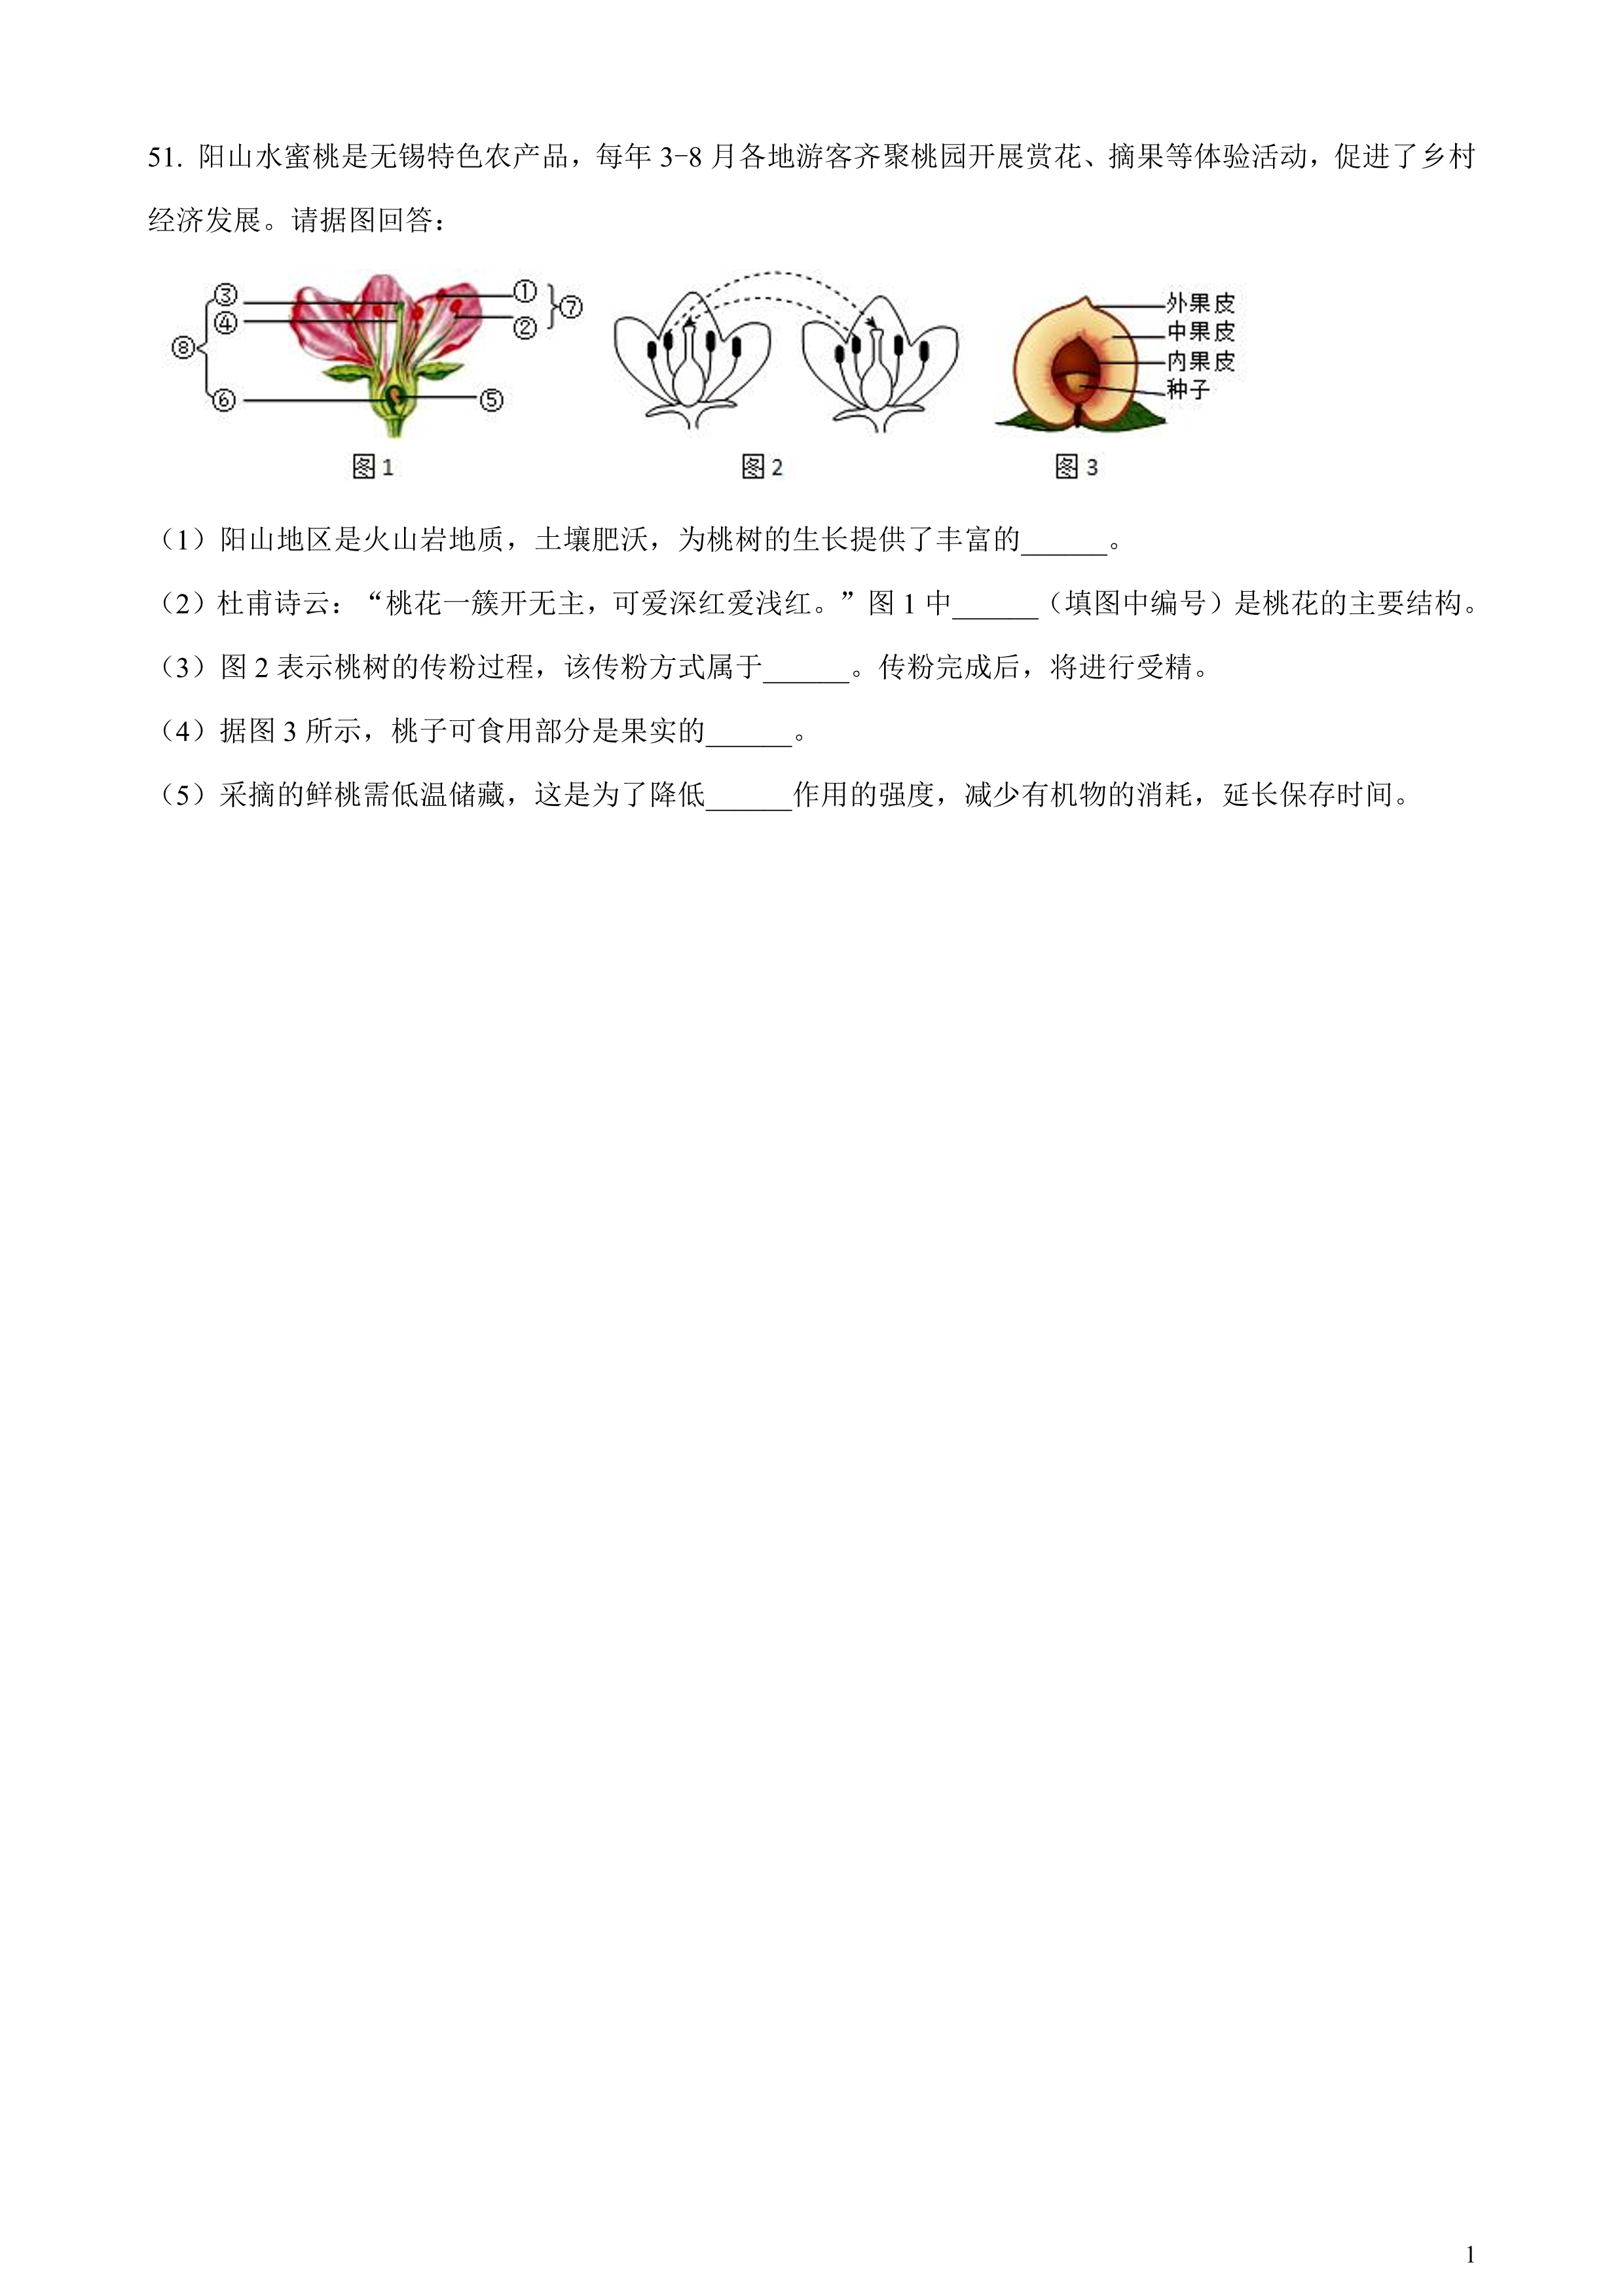 51. 阳山水蜜桃是无锡特色农产品，每年 3-8 月各地游客齐聚桃园开展赏花、摘果等体验活动，促进了乡村
经济发展。请据图回答：
③ ① ⑦ 外果皮
④ ② 中果皮
⑧ 内果皮
⑥ ⑤ 种子
图 1 图 2 图 3
（1）阳山地区是火山岩地质，土壤肥沃，为桃树的生长提供了丰富的______。
（2）杜甫诗云：“桃花一簇开无主，可爱深红爱浅红。”图 1 中______（填图中编号）是桃花的主要结构。
（3）图 2 表示桃树的传粉过程，该传粉方式属于______。传粉完成后，将进行受精。
（4）据图 3 所示，桃子可食用部分是果实的______。
（5）采摘的鲜桃需低温储藏，这是为了降低______作用的强度，减少有机物的消耗，延长保存时间。
1